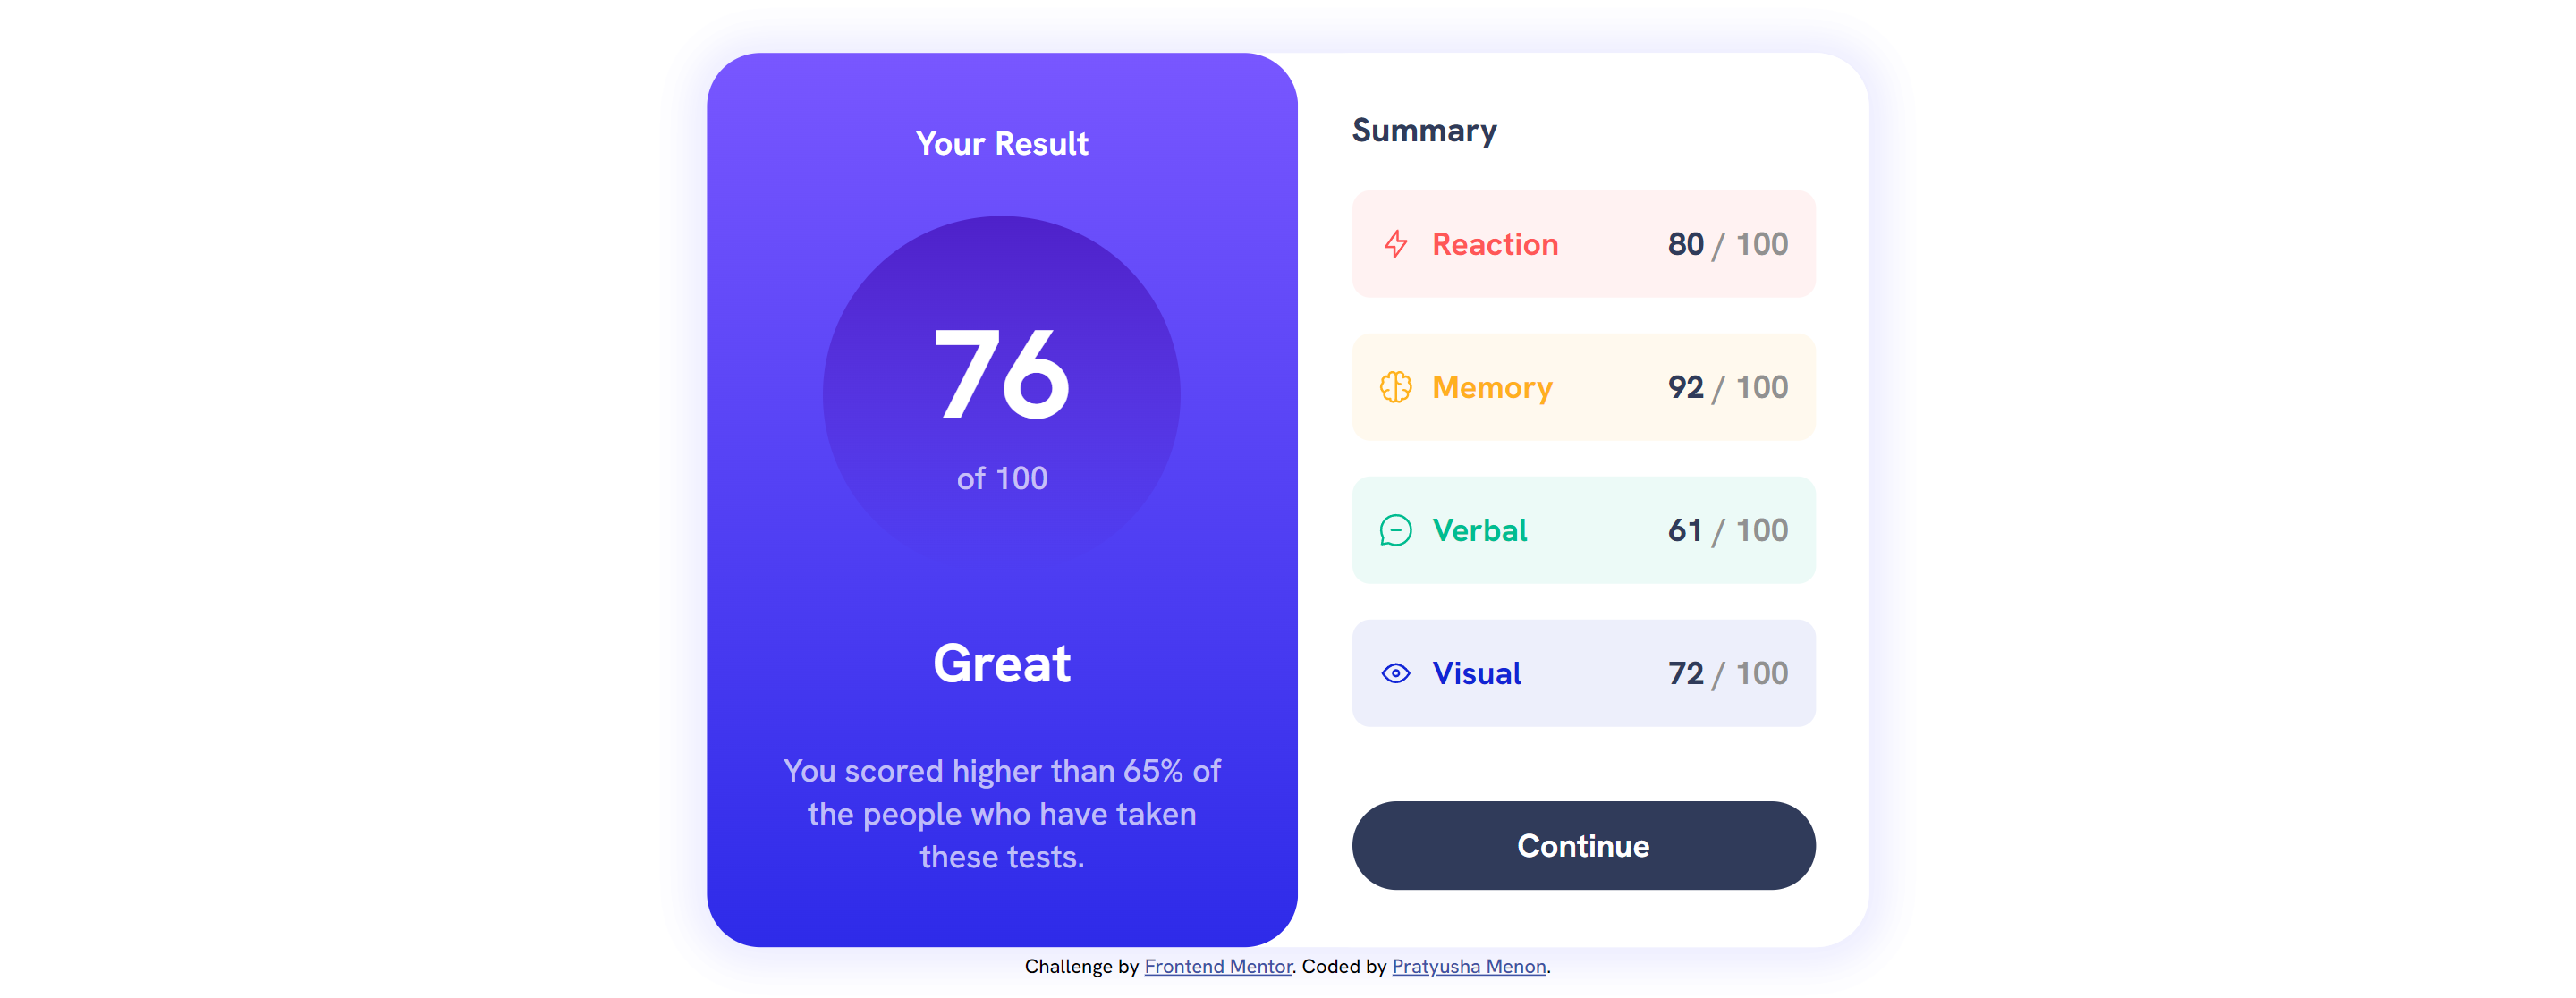 Your Result
76
of 100
Great
You scored higher than 65% of
the people who have taken
these tests.
Summary
Reaction 80 / 100
Memory 92 / 100
Verbal 61 / 100
Visual 72 / 100
Continue
Challenge by Frontend Mentor. Coded by Pratyusha Menon.